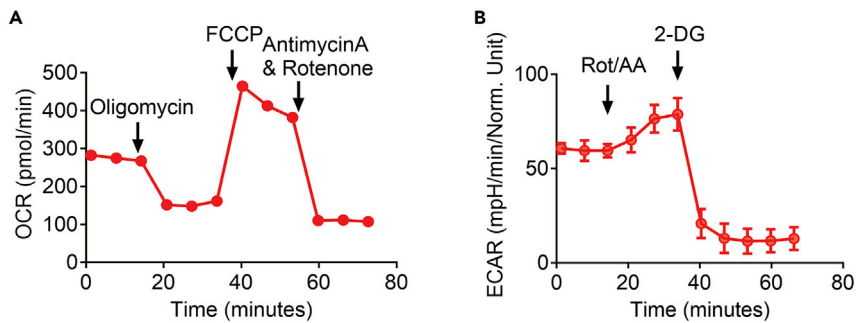 A
FCCP
AntimycinA
& Rotenone
Oligomycin
OCR (pmol/min)
500
400
300
200
100
0
0 20 40 60 80
Time (minutes)
B
2-DG
Rot/AA
ECAR (mpH/min/Norm. Unit)
100
50
0
0 20 40 60 80
Time (minutes)